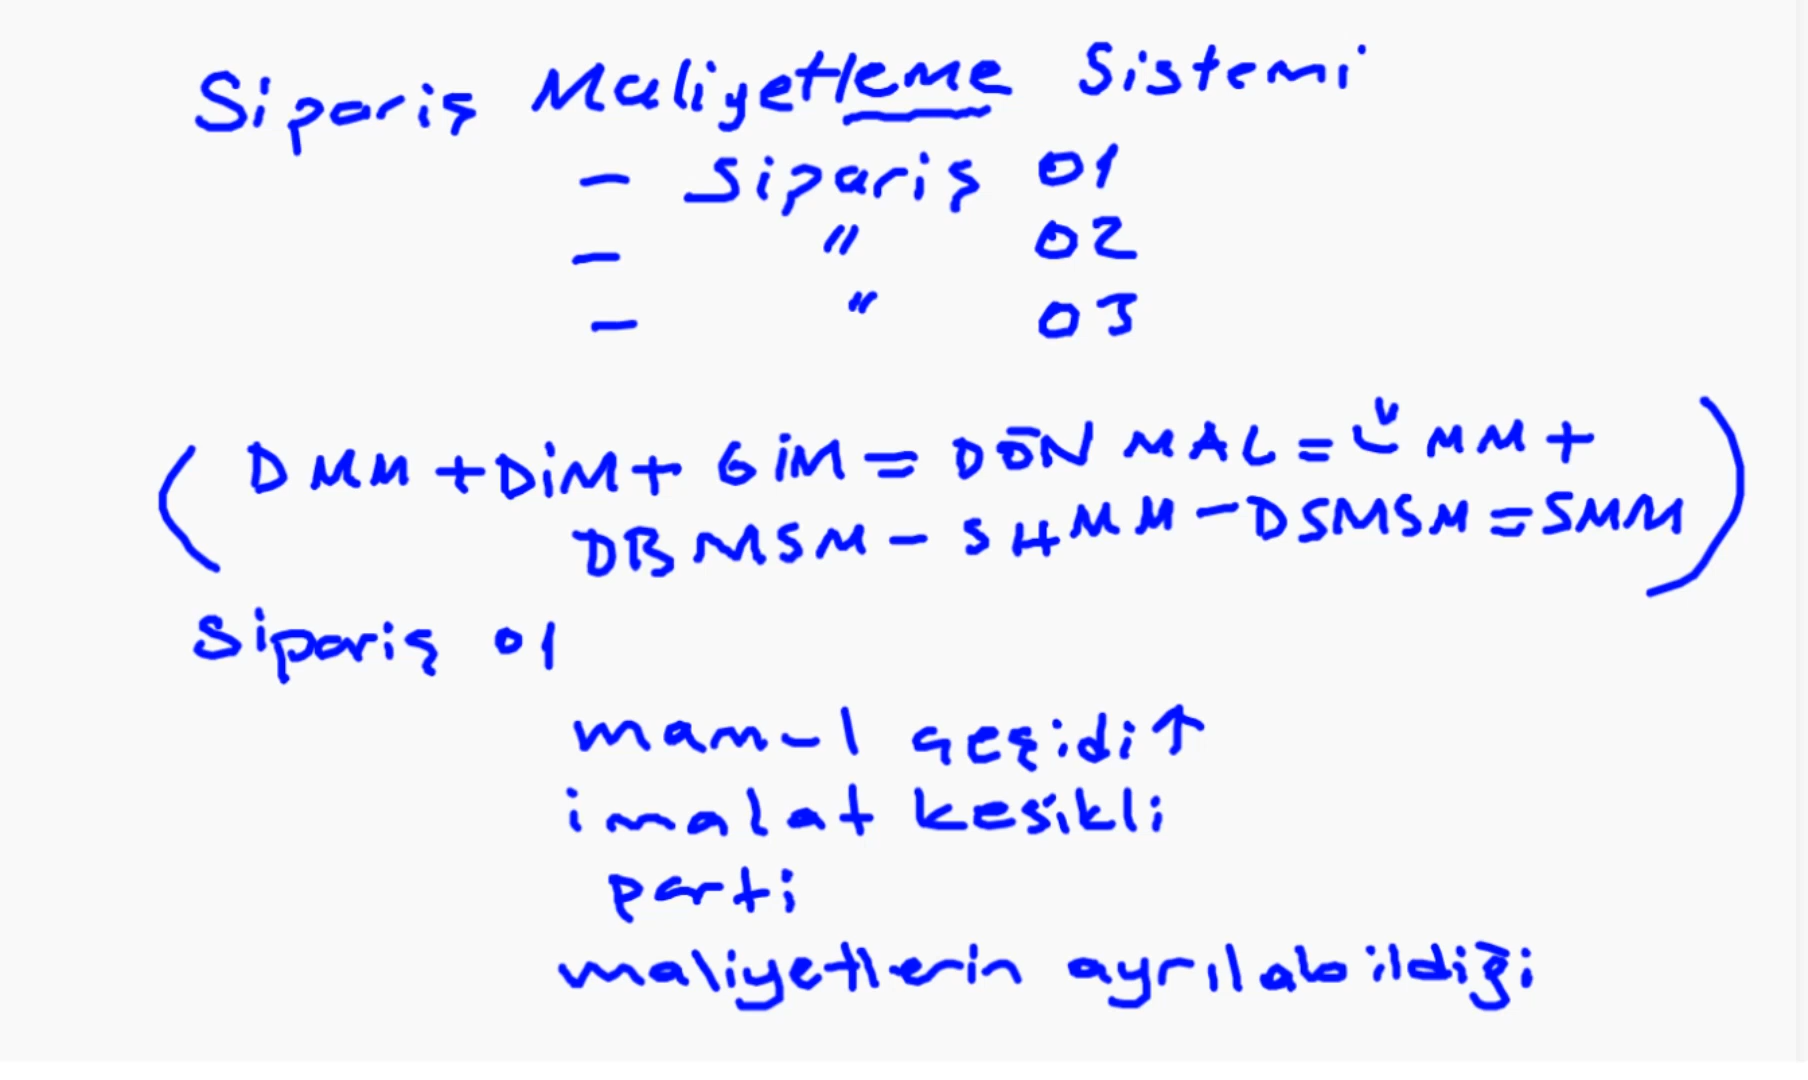 Sipariş Maliyetleme Sistemi
- Sipariş 01
- " 02
- " 03
(DMM + DİM + GİM = DÖN MAL = ÜMM +
DBMSM - SHMM - DSMSM = SMM)
Sipariş 01
mamul çeşidi ↑
imalat kesikli
parti
maliyetlerin ayrılabildiği